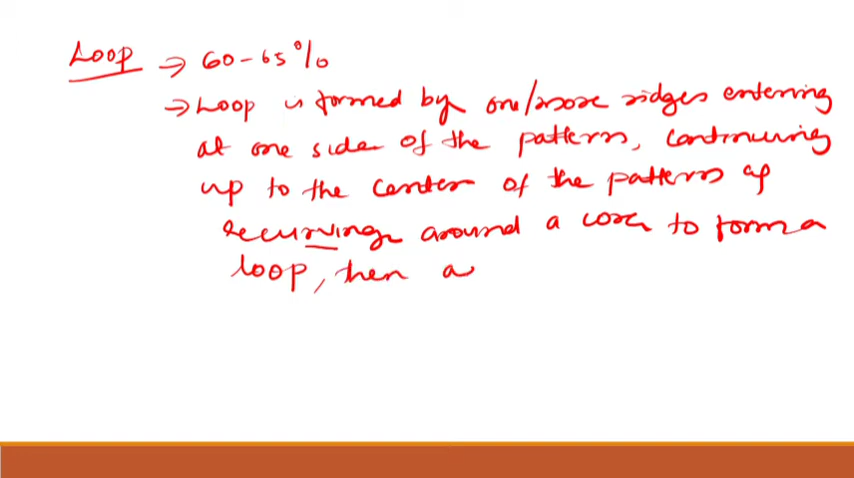 Loop → 60-65%
→ Loop is formed by one/more ridges entering
at one side of the pattern, continuing
up to the center of the pattern &
recurving around a core to form a
loop, then a